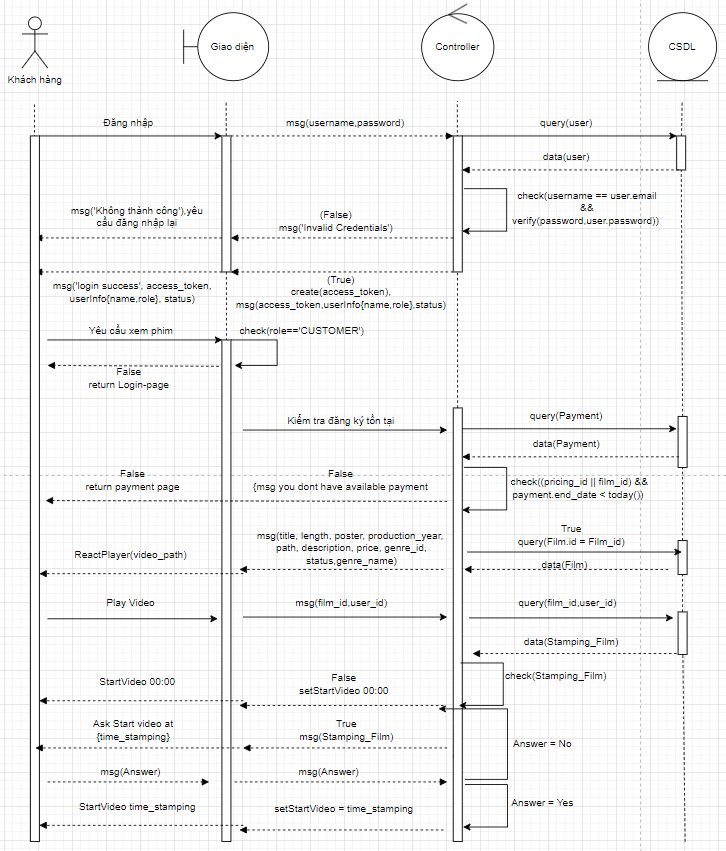 Giao diện
Controller
CSDL
Khách hàng
Đăng nhập
msg(username,password)
query(user)
data(user)
check(username == user.email
&&
verify(password,user.password))
msg('Không thành công'),yêu
cầu đăng nhập lại
(False)
msg('Invalid Credentials')
msg('login success', access_token,
userInfo{name,role}, status)
(True)
create(access_token),
msg(access_token,userInfo{name,role},status)
Yêu cầu xem phim
check(role=='CUSTOMER')
False
return Login-page
Kiểm tra đăng ký tồn tại
query(Payment)
data(Payment)
False
return payment page
False
{msg you dont have available payment
check((pricing_id || film_id) &&
payment.end_date < today())
True
query(Film.id = Film_id)
msg(title, length, poster, production_year,
path, description, price, genre_id,
status,genre_name)
ReactPlayer(video_path)
data(Film)
Play Video
msg(film_id,user_id)
query(film_id,user_id)
data(Stamping_Film)
check(Stamping_Film)
StartVideo 00:00
False
setStartVideo 00:00
Ask Start video at
{time_stamping}
True
msg(Stamping_Film)
Answer = No
msg(Answer)
msg(Answer)
StartVideo time_stamping
setStartVideo = time_stamping
Answer = Yes